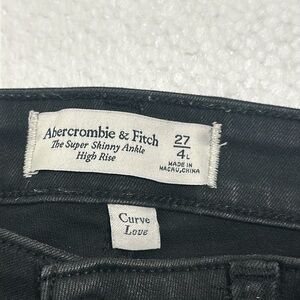 Abercrombie & Fitch
The Super Skinny Ankle
High Rise
27
4L
MADE IN
MACAU, CHINA
Curve
Love